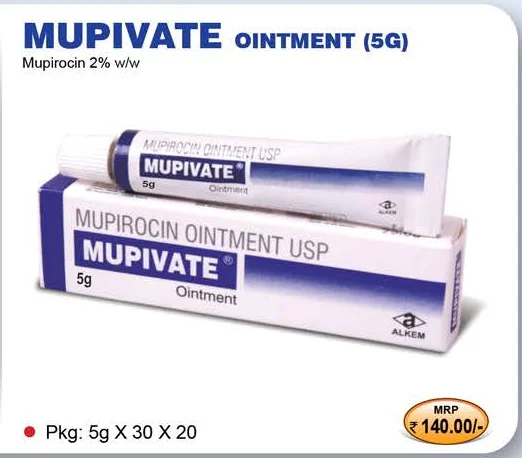 MUPIVATE OINTMENT (5G)
Mupirocin 2% w/w
MUPIROCIN OINTMENT USP
MUPIVATE®
5g
Ointment
ALKEM
MUPIROCIN OINTMENT USP
MUPIVATE®
5g
Ointment
ALKEM
Pkg: 5g X 30 X 20
MRP
₹ 140.00/-